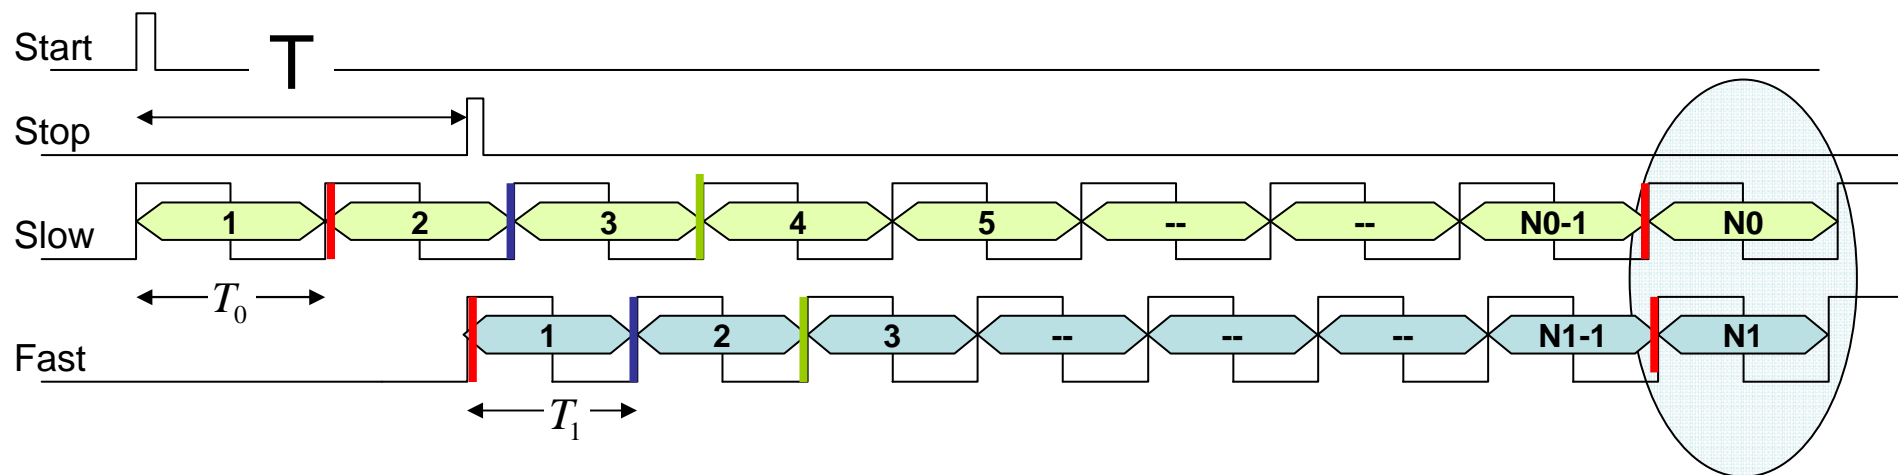 Start
T
Stop
Slow 1 2 3 4 5 -- -- N0-1 N0
T0
Fast 1 2 3 -- -- -- N1-1 N1
T1